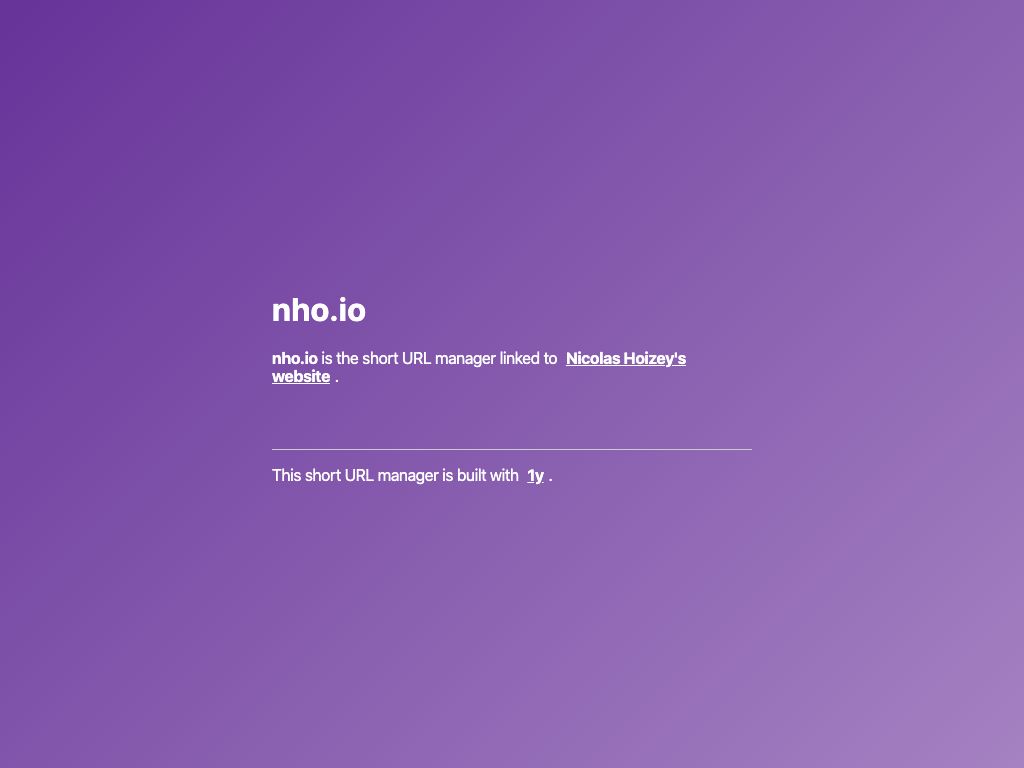 nho.io
nho.io is the short URL manager linked to Nicolas Hoizey's
website .
This short URL manager is built with 1y .